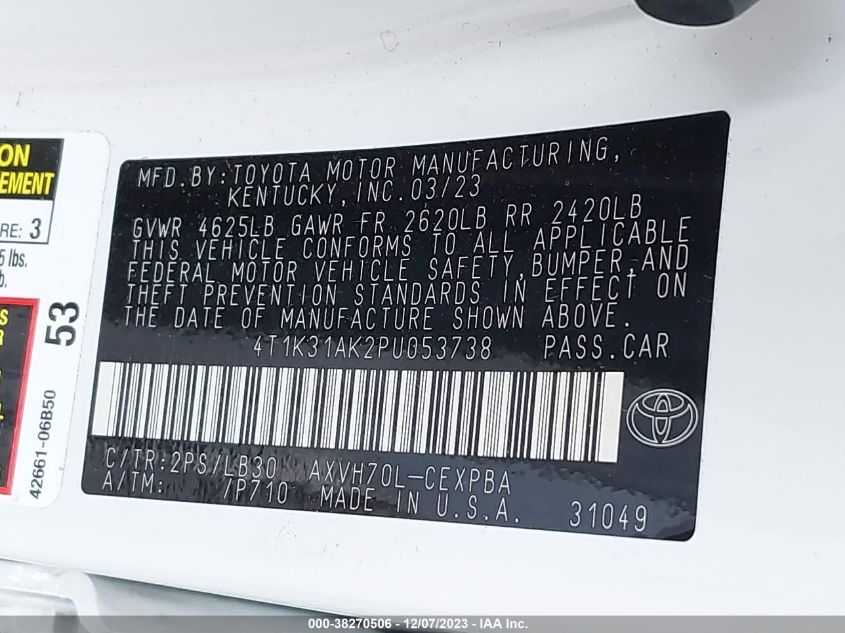 ON
EMENT
RE: 3
5 lbs.
b.
S
R
53
42661-06B50
MFD.BY:TOYOTA MOTOR MANUFACTURING,
KENTUCKY, INC. 03/23
GVWR 4625LB GAWR FR 2620LB RR 2420LB
THIS VEHICLE CONFORMS TO ALL APPLICABLE
FEDERAL MOTOR VEHICLE SAFETY, BUMPER, AND
THEFT PREVENTION STANDARDS IN EFFECT ON
THE DATE OF MANUFACTURE SHOWN ABOVE.
4T1K31AK2PU053738 PASS.CAR
C/TR:2PS/LB30 AXVH70L-CEXPBA
A/TM: 7P710 MADE IN U.S.A. 31049
000-38270506 - 12/07/2023 - IAA Inc.